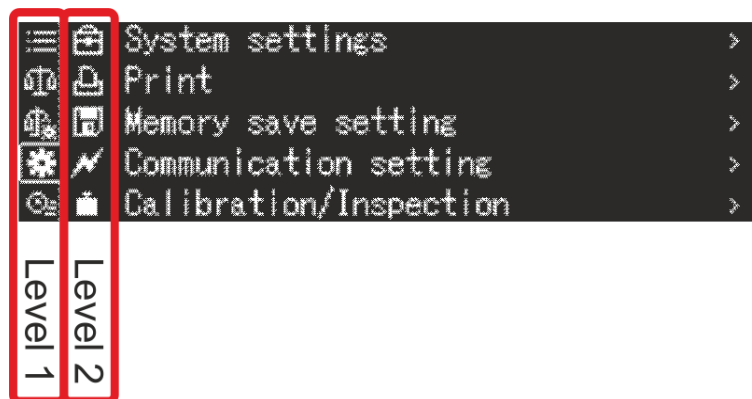 System settings >
Print >
Memory save setting >
Communication setting >
Calibration/Inspection >
Level 1
Level 2